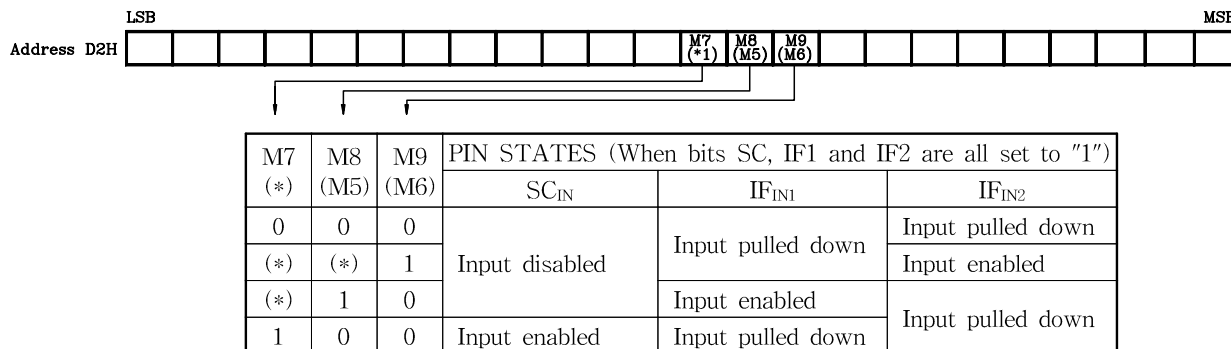 LSB MSB
Address D2H M7 M8 M9
(*1) (M5) (M6)
M7 M8 M9 PIN STATES (When bits SC, IF1 and IF2 are all set to "1")
(*) (M5) (M6) SCIN IFIN1 IFIN2
0 0 0 Input disabled Input pulled down Input pulled down
(*) (*) 1 Input enabled
(*) 1 0 Input enabled Input pulled down
1 0 0 Input enabled Input pulled down